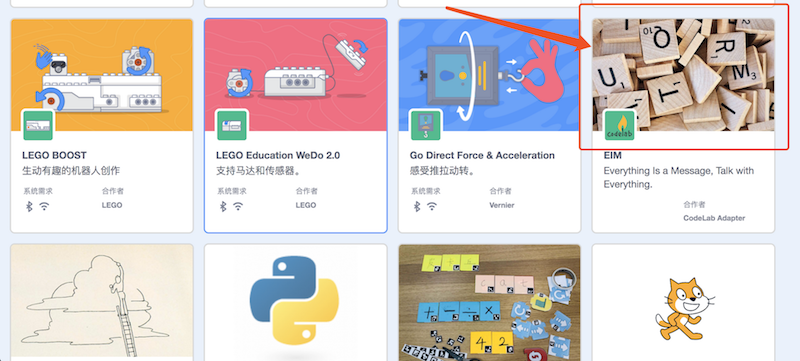 LEGO BOOST
生动有趣的机器人创作
系统需求
合作者
LEGO
LEGO Education WeDo 2.0
支持马达和传感器。
系统需求
合作者
LEGO
Go Direct Force & Acceleration
感受推拉动转。
系统需求
合作者
Vernier
Q
R
M
I
U
codelab
EIM
Everything Is a Message, Talk with
Everything.
合作者
CodeLab Adapter
+ − ÷ ×
4 2